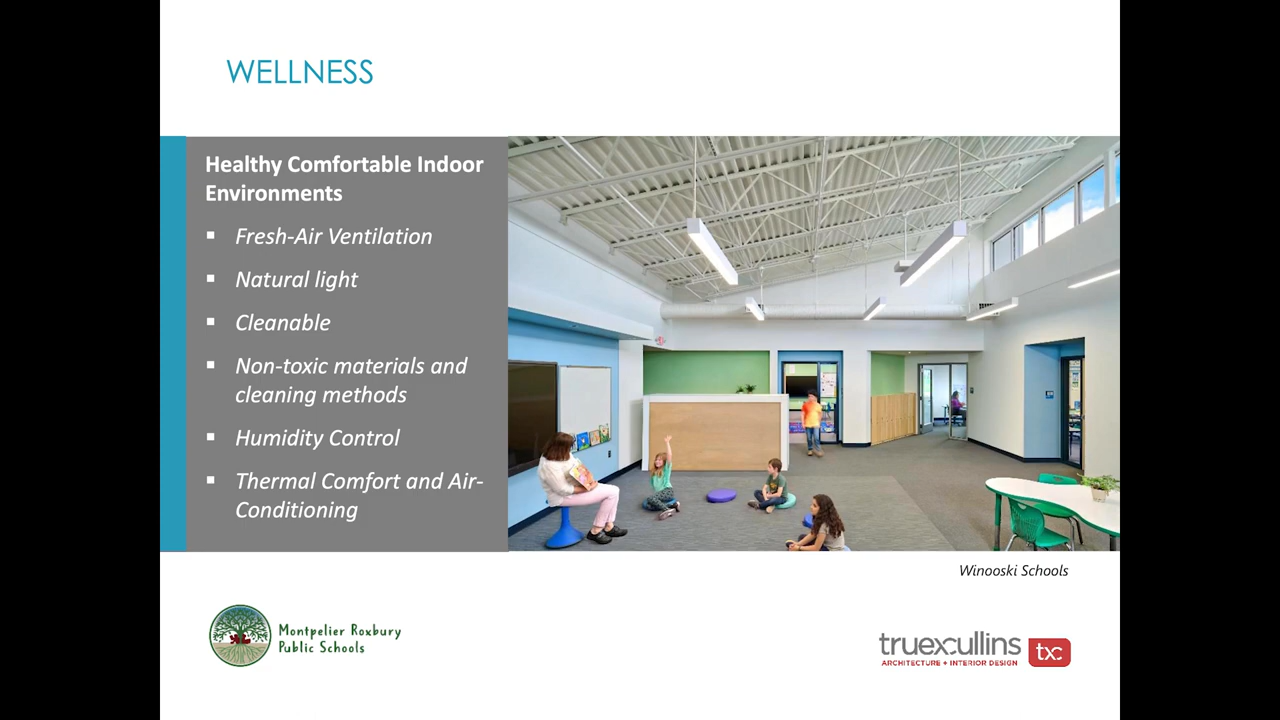 WELLNESS
Healthy Comfortable Indoor
Environments
▪ Fresh-Air Ventilation
▪ Natural light
▪ Cleanable
▪ Non-toxic materials and
cleaning methods
▪ Humidity Control
▪ Thermal Comfort and Air-
Conditioning
Winooski Schools
Montpelier Roxbury
Public Schools
truexcullins
ARCHITECTURE + INTERIOR DESIGN
txc